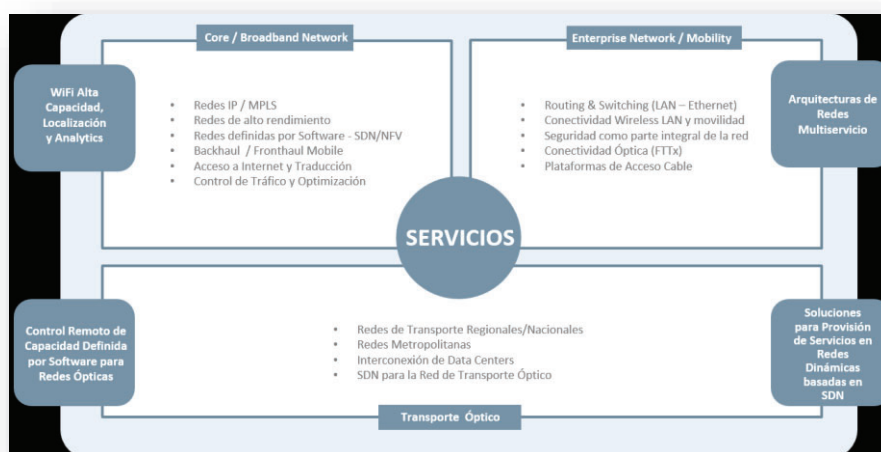 Core / Broadband Network
Enterprise Network / Mobility
WiFi Alta
Capacidad,
Localización
y Analytics
▪ Redes IP / MPLS
▪ Redes de alto rendimiento
▪ Redes definidas por Software - SDN/NFV
▪ Backhaul / Fronthaul Mobile
▪ Acceso a Internet y Traducción
▪ Control de Tráfico y Optimización
▪ Routing & Switching (LAN – Ethernet)
▪ Conectividad Wireless LAN y movilidad
▪ Seguridad como parte integral de la red
▪ Conectividad Óptica (FTTx)
▪ Plataformas de Acceso Cable
Arquitecturas de
Redes
Multiservicio
SERVICIOS
Control Remoto de
Capacidad Definida
por Software para
Redes Ópticas
▪ Redes de Transporte Regionales/Nacionales
▪ Redes Metropolitanas
▪ Interconexión de Data Centers
▪ SDN para la Red de Transporte Óptico
Soluciones
para Provisión
de Servicios en
Redes
Dinámicas
basadas en
SDN
Transporte Óptico